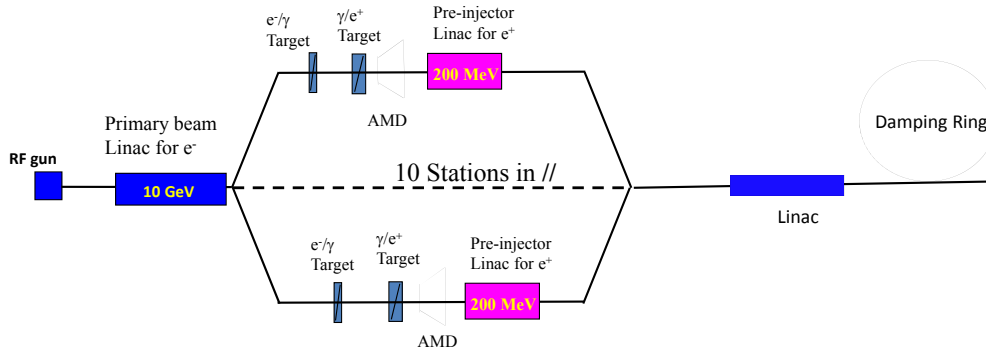 e⁻/γ
Target
γ/e⁺
Target
Pre-injector
Linac for e⁺
200 MeV
AMD
Primary beam
Linac for e⁻
RF gun
10 GeV
10 Stations in //
Damping Ring
Linac
e⁻/γ
Target
γ/e⁺
Target
Pre-injector
Linac for e⁺
200 MeV
AMD